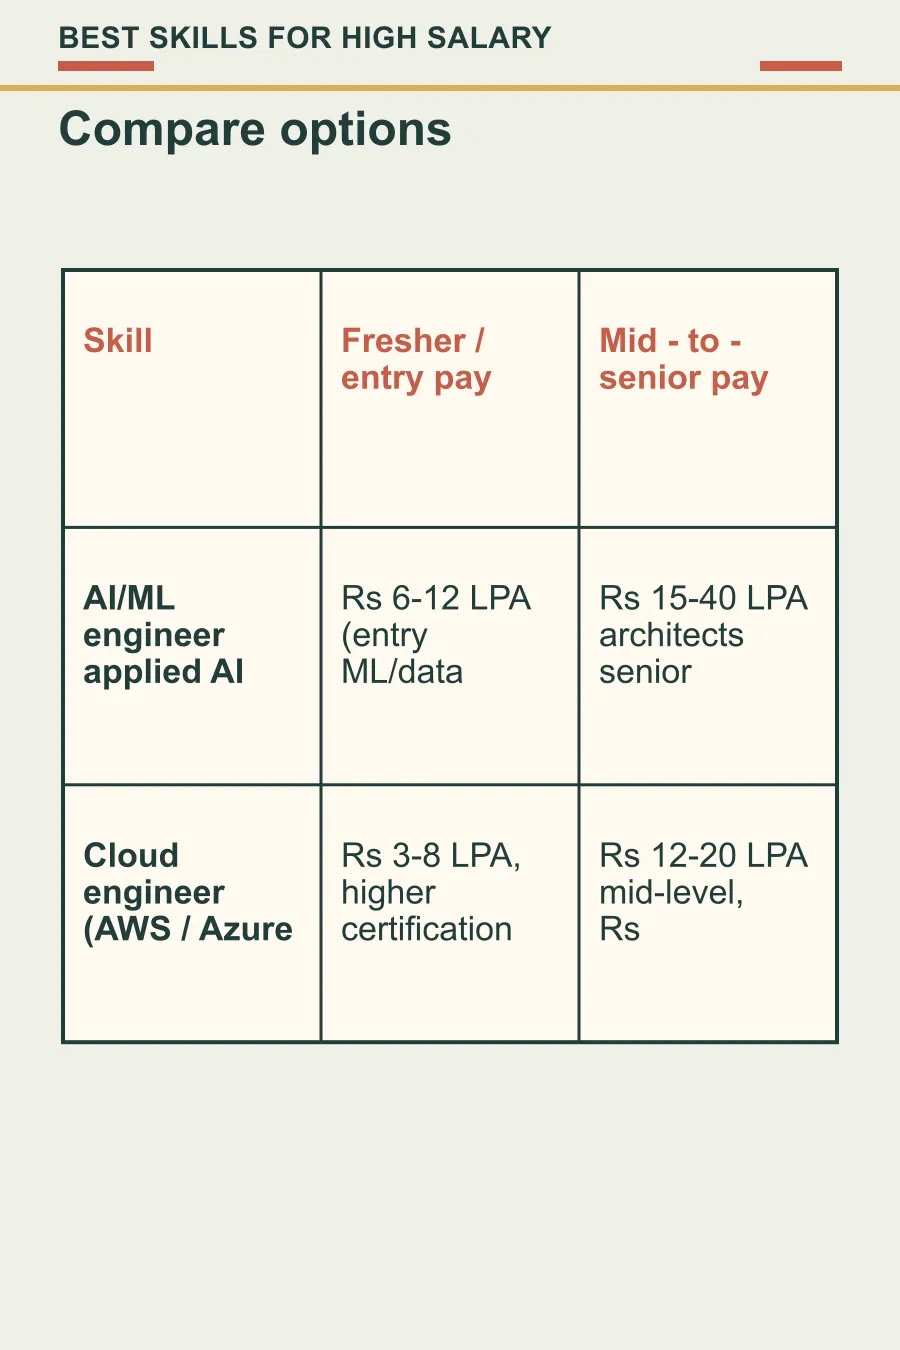 BEST SKILLS FOR HIGH SALARY
Compare options
Skill
Fresher /
entry pay
Mid - to -
senior pay
AI/ML
engineer
applied AI
Rs 6-12 LPA
(entry
ML/data
Rs 15-40 LPA
architects
senior
Cloud
engineer
(AWS / Azure
Rs 3-8 LPA,
higher
certification
Rs 12-20 LPA
mid-level,
Rs